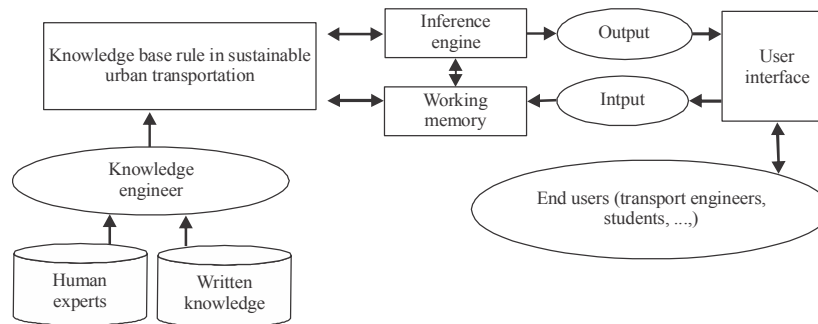 Knowledge base rule in sustainable
urban transportation
Inference
engine
Output
User
interface
Working
memory
Intput
Knowledge
engineer
End users (transport engineers,
students, ...,)
Human
experts
Written
knowledge